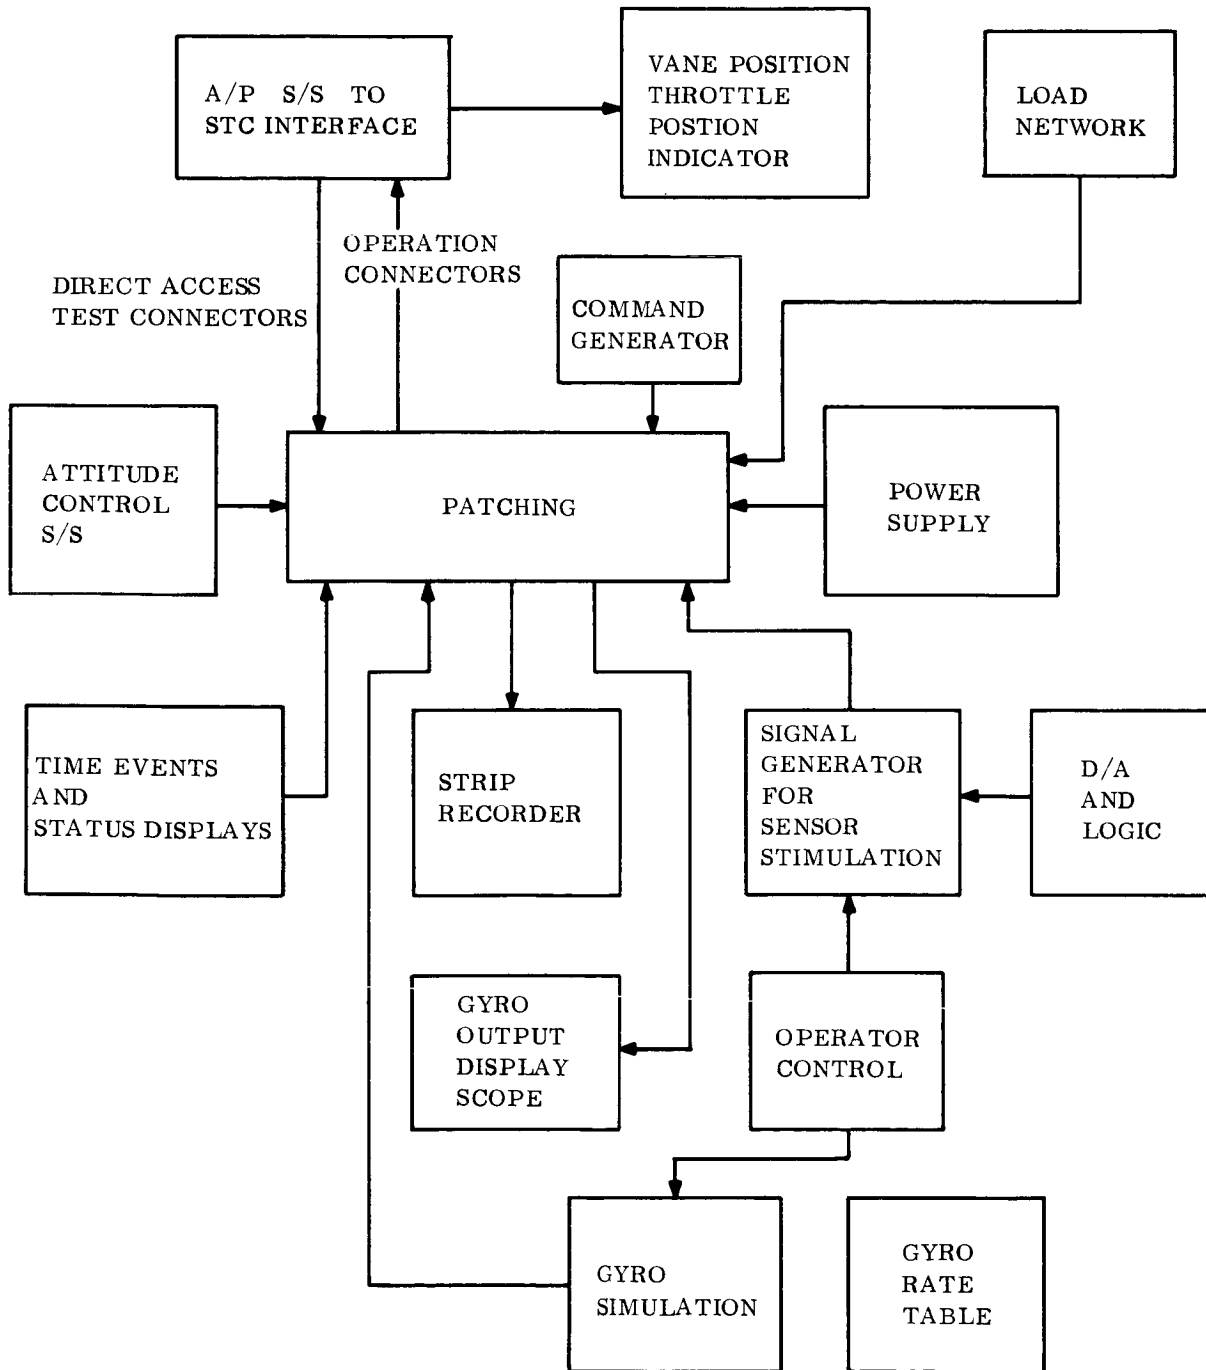 A/P S/S TO
STC INTERFACE
VANE POSITION
THROTTLE
POSTION
INDICATOR
LOAD
NETWORK
OPERATION
CONNECTORS
DIRECT ACCESS
TEST CONNECTORS
COMMAND
GENERATOR
ATTITUDE
CONTROL
S/S
PATCHING
POWER
SUPPLY
TIME EVENTS
AND
STATUS DISPLAYS
STRIP
RECORDER
SIGNAL
GENERATOR
FOR
SENSOR
STIMULATION
D/A
AND
LOGIC
GYRO
OUTPUT
DISPLAY
SCOPE
OPERATOR
CONTROL
GYRO
SIMULATION
GYRO
RATE
TABLE